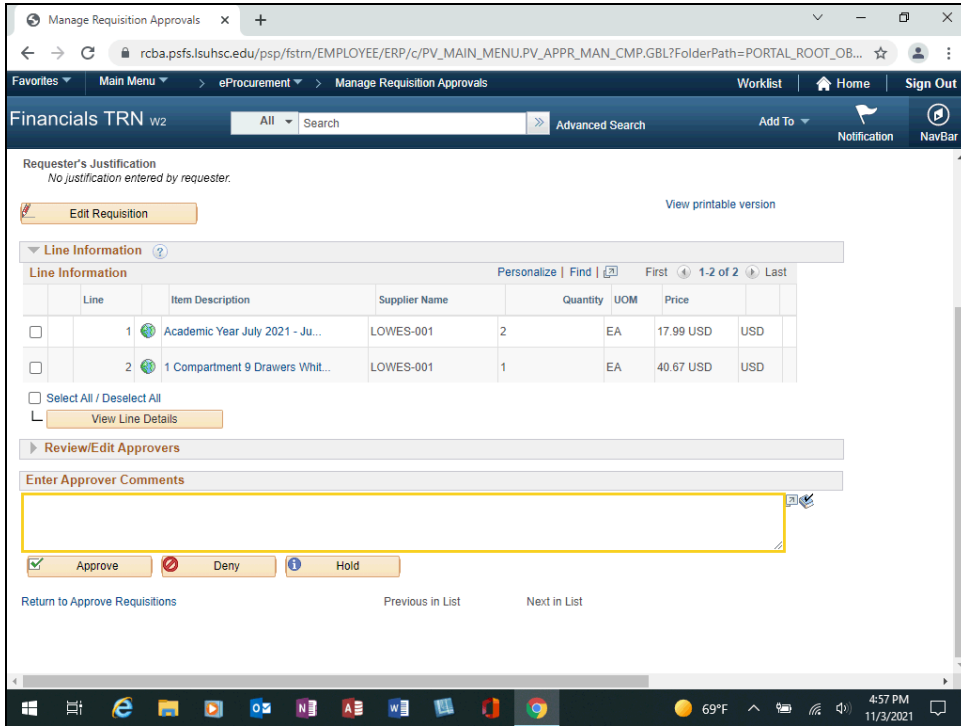 Manage Requisition Approvals
rcba.psfs.lsuhsc.edu/psp/fstrn/EMPLOYEE/ERP/c/PV_MAIN_MENU.PV_APPR_MAN_CMP.GBL?FolderPath=PORTAL_ROOT_OB...
Favorites Main Menu > eProcurement > Manage Requisition Approvals Worklist Home Sign Out
Financials TRN W2 All Search Advanced Search Add To Notification NavBar
Requester's Justification
No justification entered by requester.
Edit Requisition View printable version
Line Information
Line Information Personalize | Find | First 1-2 of 2 Last
Line Item Description Supplier Name Quantity UOM Price
1 Academic Year July 2021 - Ju... LOWES-001 2 EA 17.99 USD USD
2 1 Compartment 9 Drawers Whit... LOWES-001 1 EA 40.67 USD USD
Select All / Deselect All
View Line Details
Review/Edit Approvers
Enter Approver Comments
Approve Deny Hold
Return to Approve Requisitions Previous in List Next in List
69°F 4:57 PM
11/3/2021